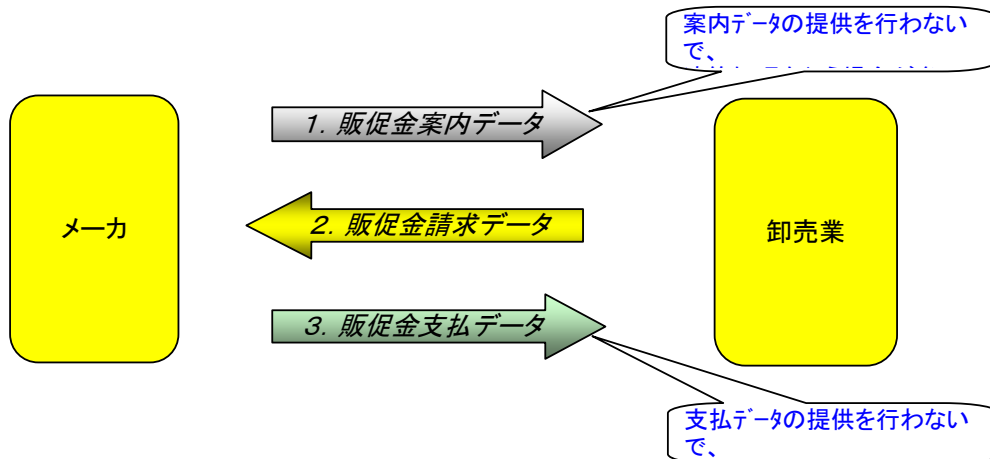 案内ﾃﾞｰﾀの提供を行わない
で、
1. 販促金案内データ
メーカ
2. 販促金請求データ
卸売業
3. 販促金支払データ
支払ﾃﾞｰﾀの提供を行わない
で、